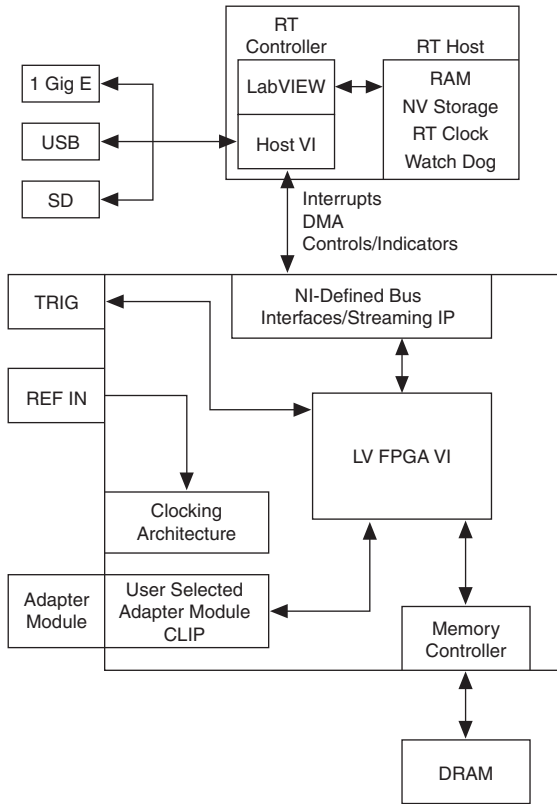 RT
Controller
RT Host
1 Gig E
LabVIEW
RAM
NV Storage
USB
Host VI
RT Clock
Watch Dog
SD
Interrupts
DMA
Controls/Indicators
TRIG
NI-Defined Bus
Interfaces/Streaming IP
REF IN
LV FPGA VI
Clocking
Architecture
Adapter
Module
User Selected
Adapter Module
CLIP
Memory
Controller
DRAM